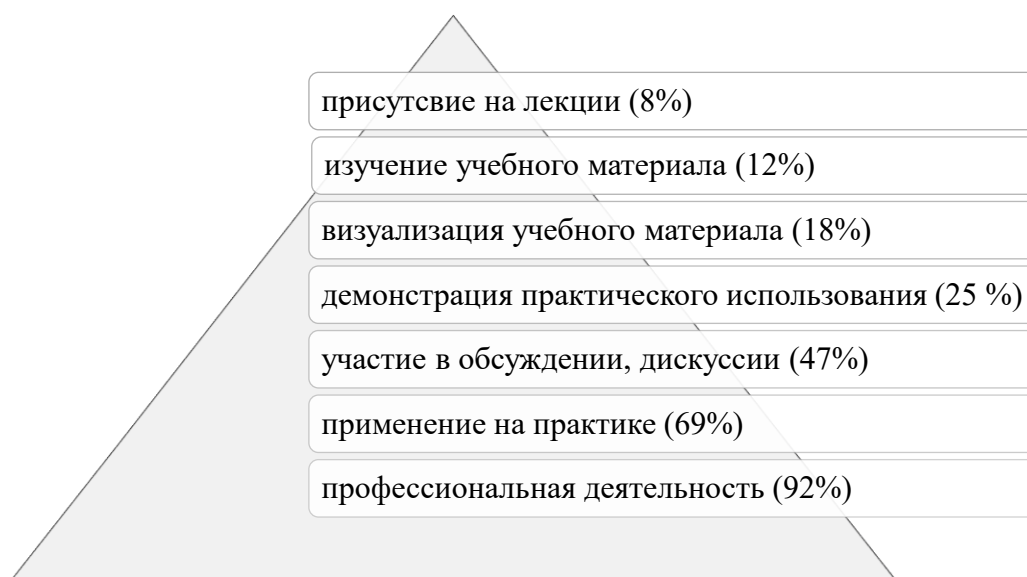 присутсвие на лекции (8%)
изучение учебного материала (12%)
визуализация учебного материала (18%)
демонстрация практического использования (25 %)
участие в обсуждении, дискуссии (47%)
применение на практике (69%)
профессиональная деятельность (92%)